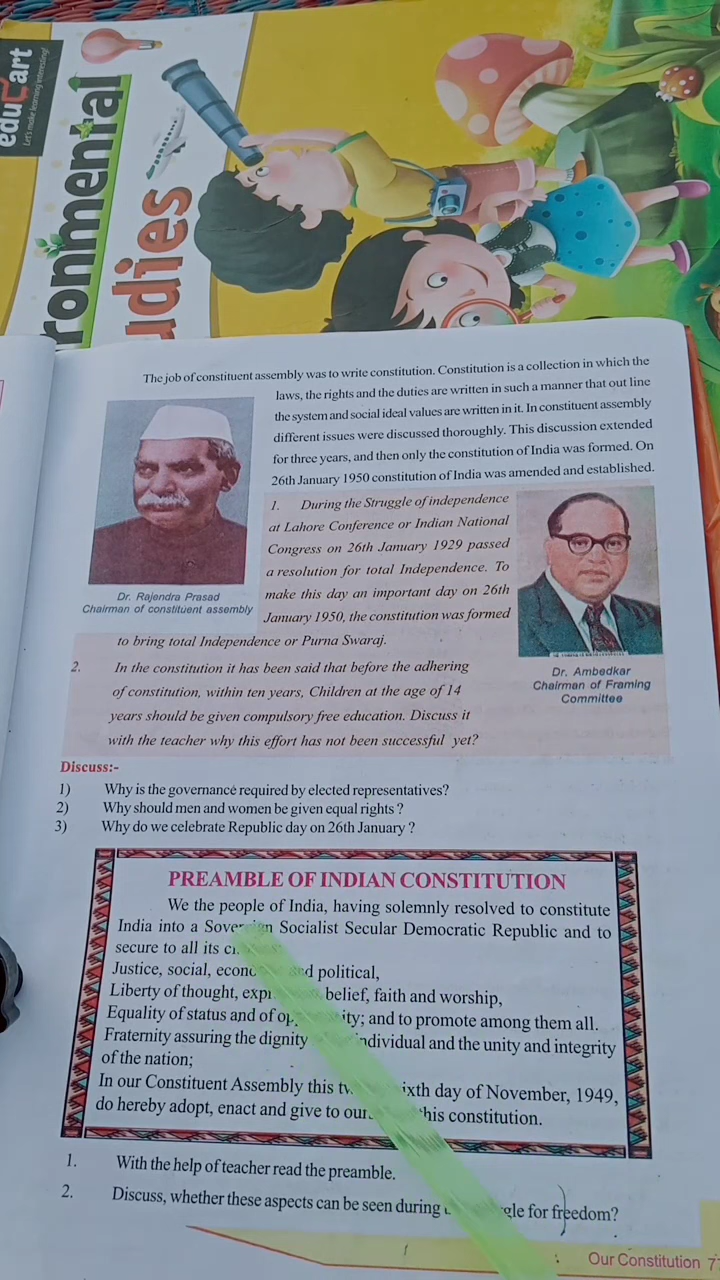 eduCart
Let's make learning interesting!
ronmental
udies
The job of constituent assembly was to write constitution. Constitution is a collection in which the
laws, the rights and the duties are written in such a manner that out line
the system and social ideal values are written in it. In constituent assembly
different issues were discussed thoroughly. This discussion extended
for three years, and then only the constitution of India was formed. On
26th January 1950 constitution of India was amended and established.
Dr. Rajendra Prasad
Chairman of constituent assembly
1. During the Struggle of independence
at Lahore Conference or Indian National
Congress on 26th January 1929 passed
a resolution for total Independence. To
make this day an important day on 26th
January 1950, the constitution was formed
to bring total Independence or Purna Swaraj.
Dr. Ambedkar
Chairman of Framing
Committee
2. In the constitution it has been said that before the adhering
of constitution, within ten years, Children at the age of 14
years should be given compulsory free education. Discuss it
with the teacher why this effort has not been successful yet?
Discuss:-
1) Why is the governance required by elected representatives?
2) Why should men and women be given equal rights ?
3) Why do we celebrate Republic day on 26th January ?
PREAMBLE OF INDIAN CONSTITUTION
We the people of India, having solemnly resolved to constitute
India into a Sovereign Socialist Secular Democratic Republic and to
secure to all its
Justice, social, and political,
Liberty of thought, belief, faith and worship,
Equality of status and of and to promote among them all.
Fraternity assuring the dignity individual and the unity and integrity
of the nation;
In our Constituent Assembly this day of November, 1949,
do hereby adopt, enact and give to this constitution.
1. With the help of teacher read the preamble.
2. Discuss, whether these aspects can be seen during for freedom?
Our Constitution 7